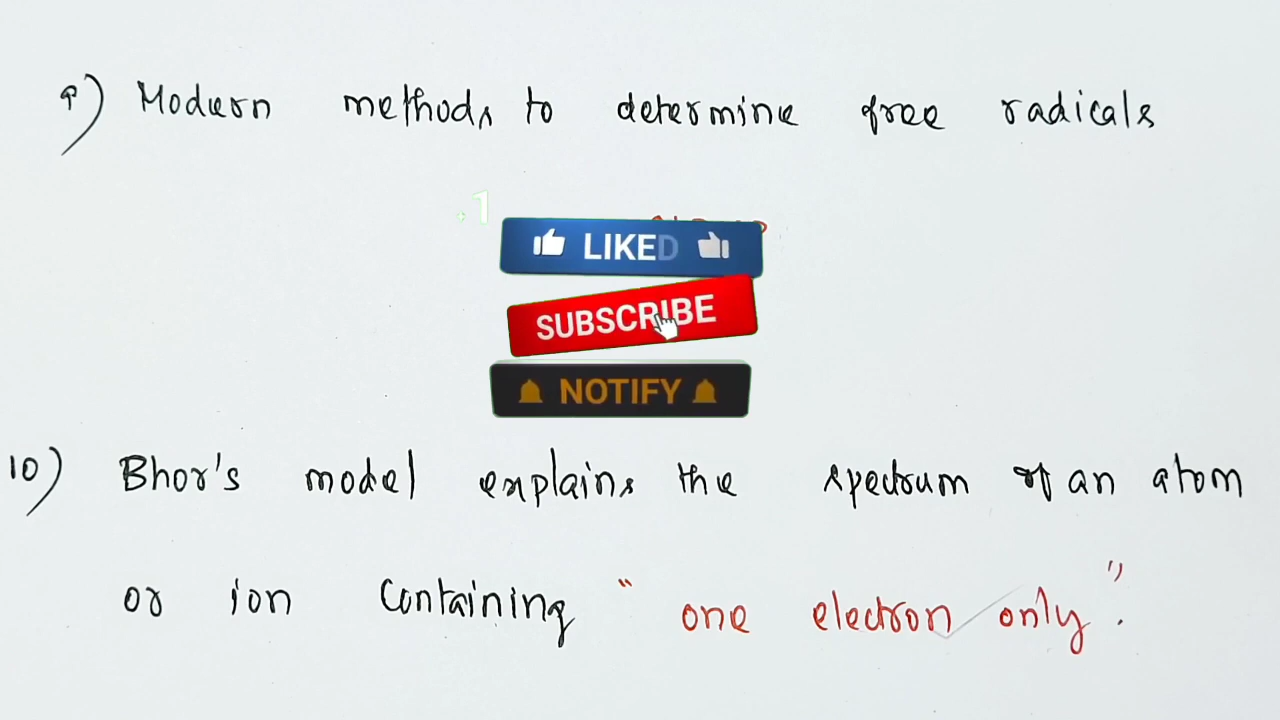 9) Modern methods to determine free radicals
.1
LIKED
SUBSCRIBE
NOTIFY
10) Bhor's model explains the spectrum of an atom
or ion containing " one electron only".